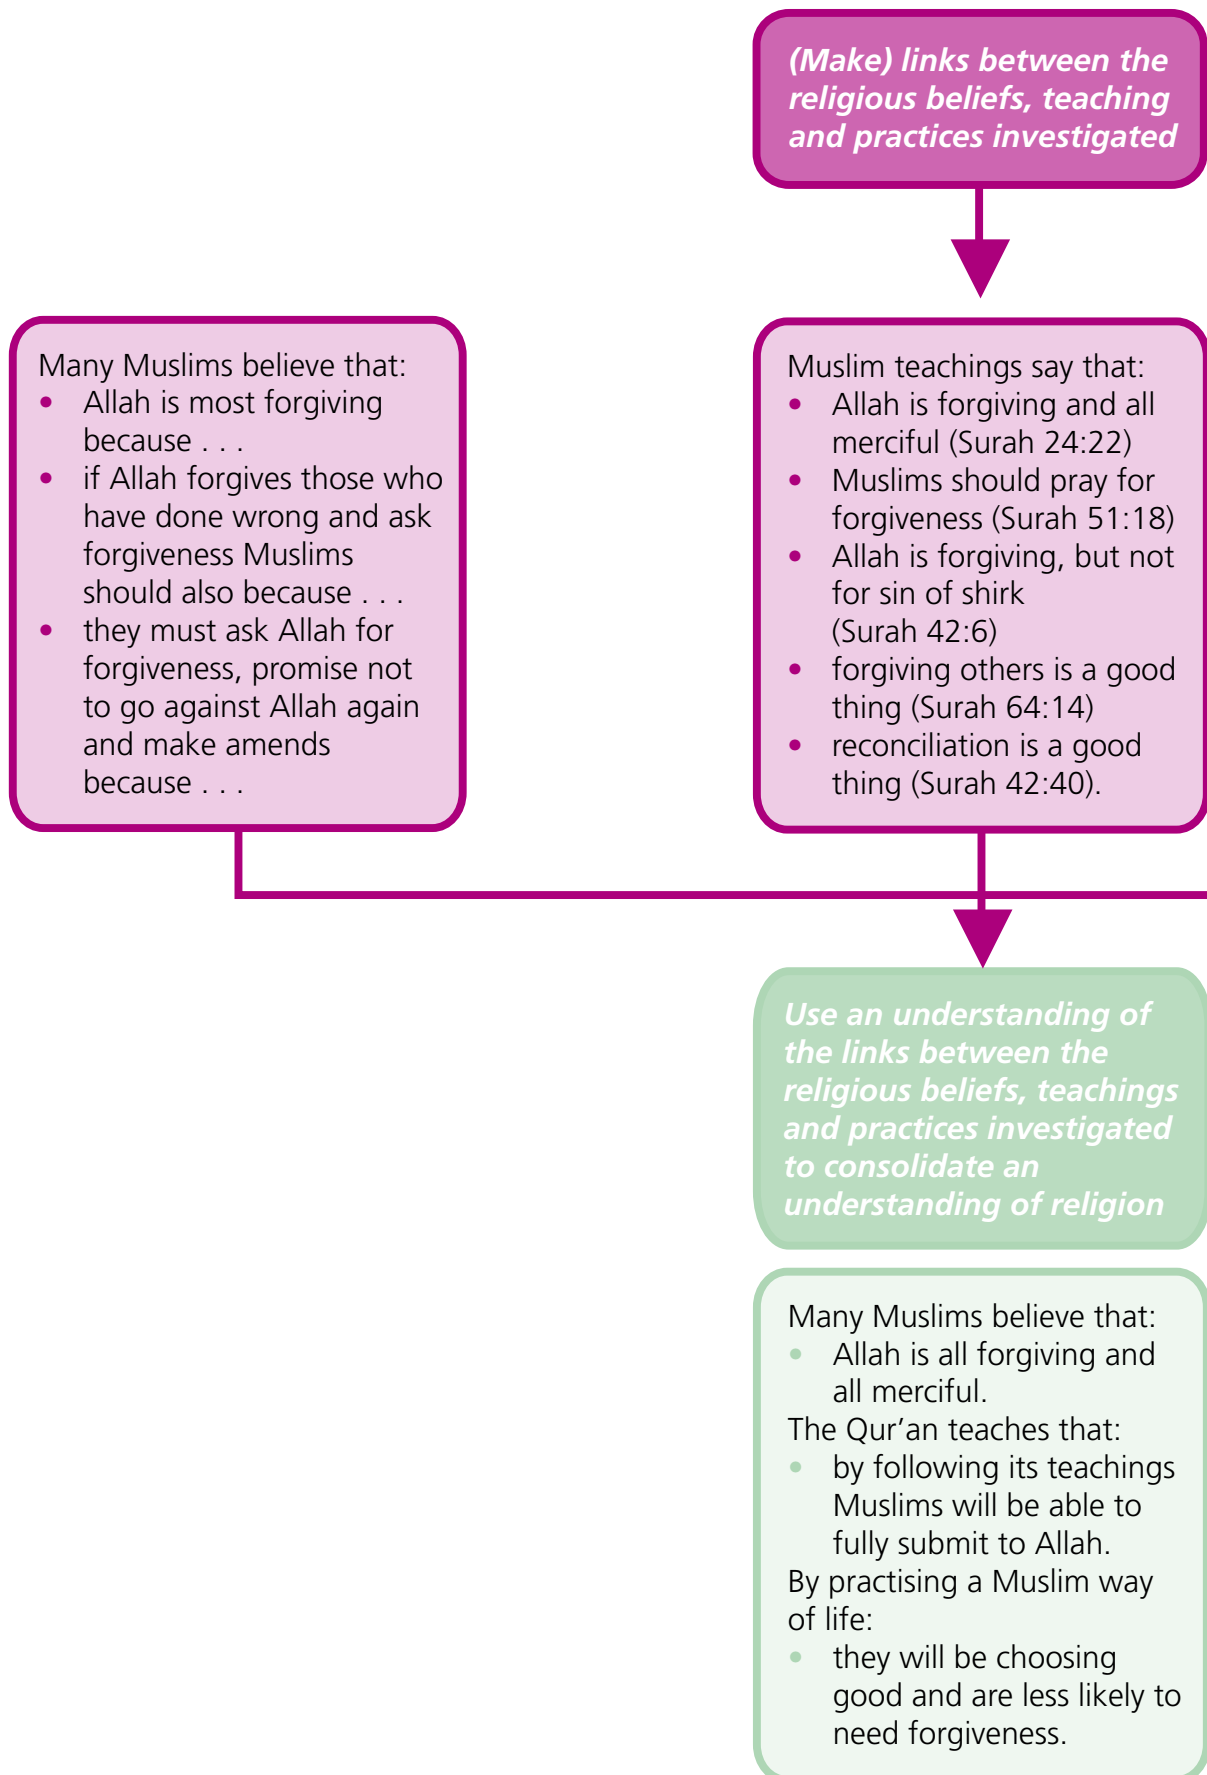 (Make) links between the
religious beliefs, teaching
and practices investigated
Many Muslims believe that:
• Allah is most forgiving
because . . .
• if Allah forgives those who
have done wrong and ask
forgiveness Muslims
should also because . . .
• they must ask Allah for
forgiveness, promise not
to go against Allah again
and make amends
because . . .
Muslim teachings say that:
• Allah is forgiving and all
merciful (Surah 24:22)
• Muslims should pray for
forgiveness (Surah 51:18)
• Allah is forgiving, but not
for sin of shirk
(Surah 42:6)
• forgiving others is a good
thing (Surah 64:14)
• reconciliation is a good
thing (Surah 42:40).
Use an understanding of
the links between the
religious beliefs, teachings
and practices investigated
to consolidate an
understanding of religion
Many Muslims believe that:
• Allah is all forgiving and
all merciful.
The Qur’an teaches that:
• by following its teachings
Muslims will be able to
fully submit to Allah.
By practising a Muslim way
of life:
• they will be choosing
good and are less likely to
need forgiveness.